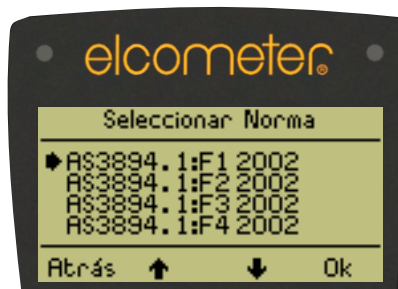 elcometer®
Seleccionar Norma
AS3894.1:F1 2002
AS3894.1:F2 2002
AS3894.1:F3 2002
AS3894.1:F4 2002
Atrás Ok